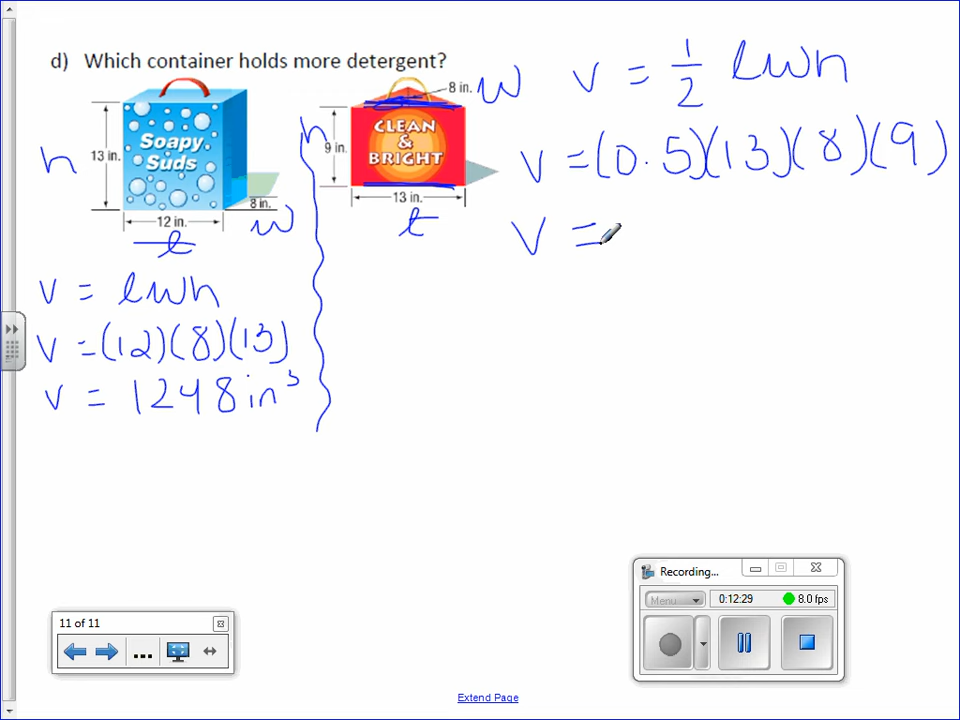 d) Which container holds more detergent?
Soapy
Suds
13 in.
12 in.
8 in.
h
l
w
CLEAN
&
BRIGHT
8 in.
9 in.
13 in.
h
w
l
v = lwh
v = (12)(8)(13)
v = 1248 in³
v = 1/2 lwh
v = (0.5)(13)(8)(9)
v =
Recording...
Menu
0:12:29
8.0 fps
11 of 11
...
Extend Page